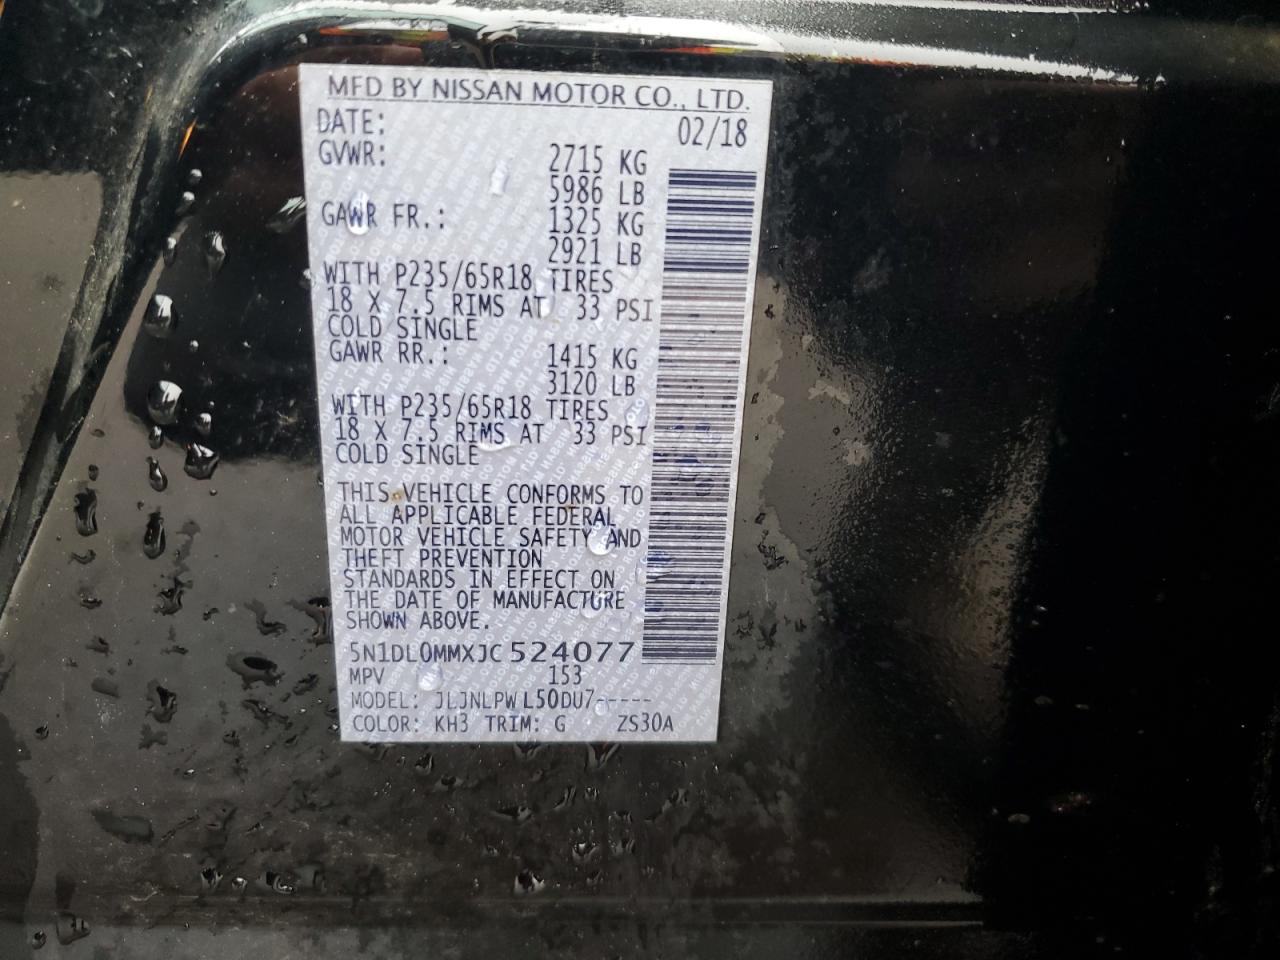 MFD BY NISSAN MOTOR CO., LTD.
DATE: 02/18
GVWR: 2715 KG
5986 LB
GAWR FR.: 1325 KG
2921 LB
WITH P235/65R18 TIRES
18 X 7.5 RIMS AT 33 PSI
COLD SINGLE
GAWR RR.: 1415 KG
3120 LB
WITH P235/65R18 TIRES
18 X 7.5 RIMS AT 33 PSI
COLD SINGLE
THIS VEHICLE CONFORMS TO
ALL APPLICABLE FEDERAL
MOTOR VEHICLE SAFETY AND
THEFT PREVENTION
STANDARDS IN EFFECT ON
THE DATE OF MANUFACTURE
SHOWN ABOVE.
5N1DL0MMXJC524077
MPV 153
MODEL: JLJNLPWL50DU7-----
COLOR: KH3 TRIM: G ZS30A